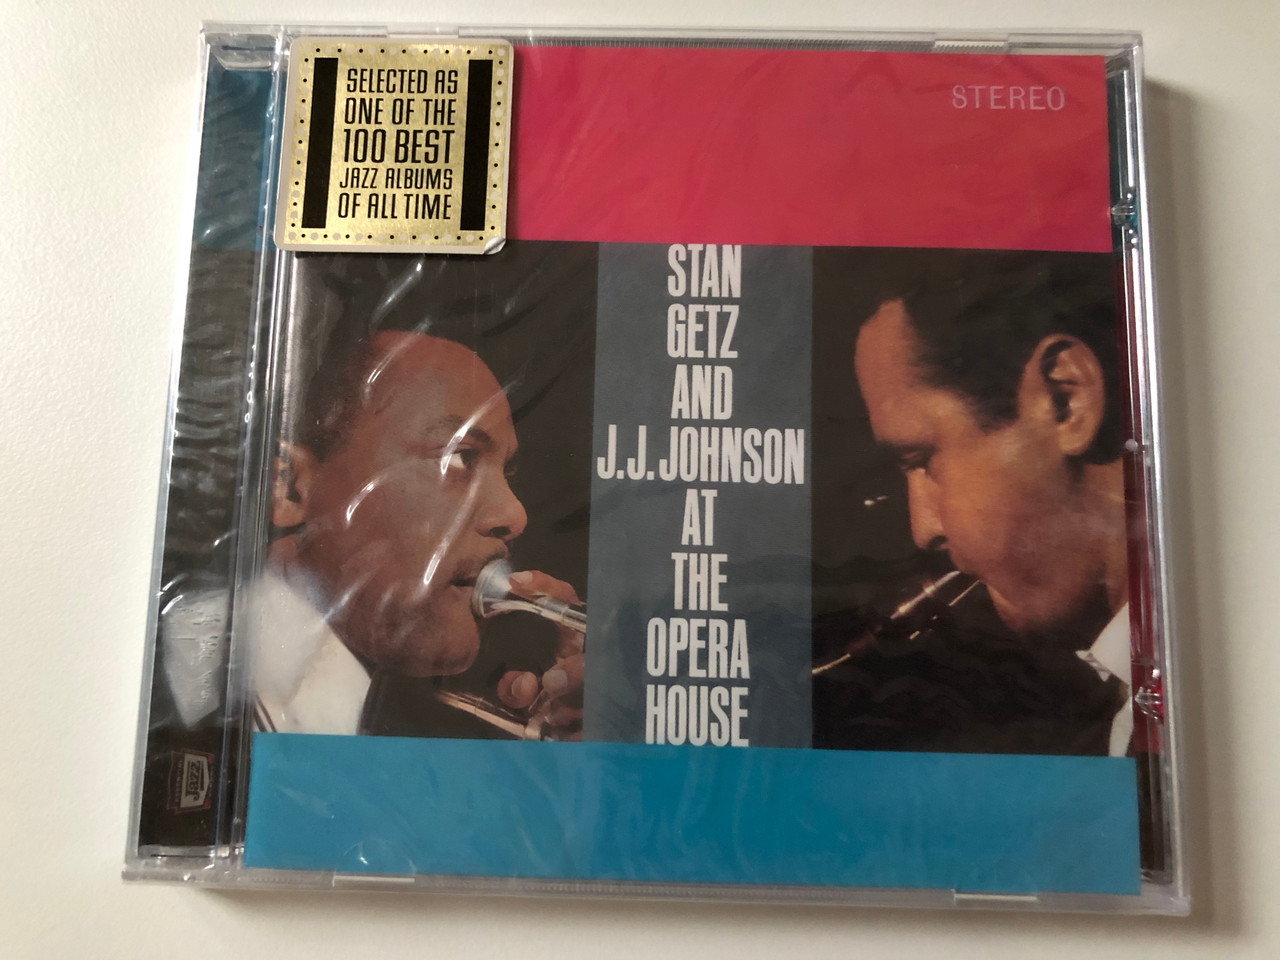 SELECTED AS
ONE OF THE
100 BEST
JAZZ ALBUMS
OF ALL TIME
STEREO
STAN
GETZ
AND
J.J. JOHNSON
AT
THE
OPERA
HOUSE
Jazz